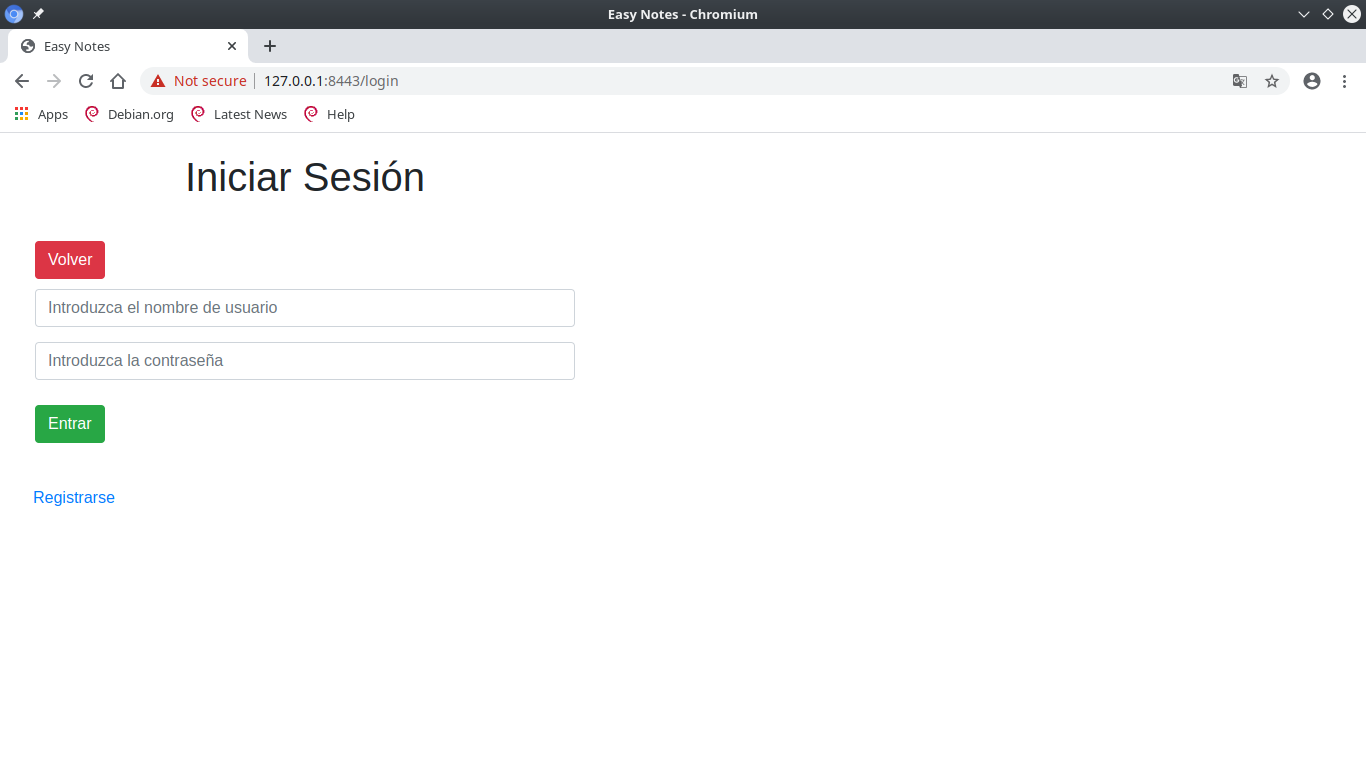 Easy Notes - Chromium
Easy Notes
Not secure 127.0.0.1:8443/login
Apps Debian.org Latest News Help
Iniciar Sesión
Volver
Introduzca el nombre de usuario
Introduzca la contraseña
Entrar
Registrarse